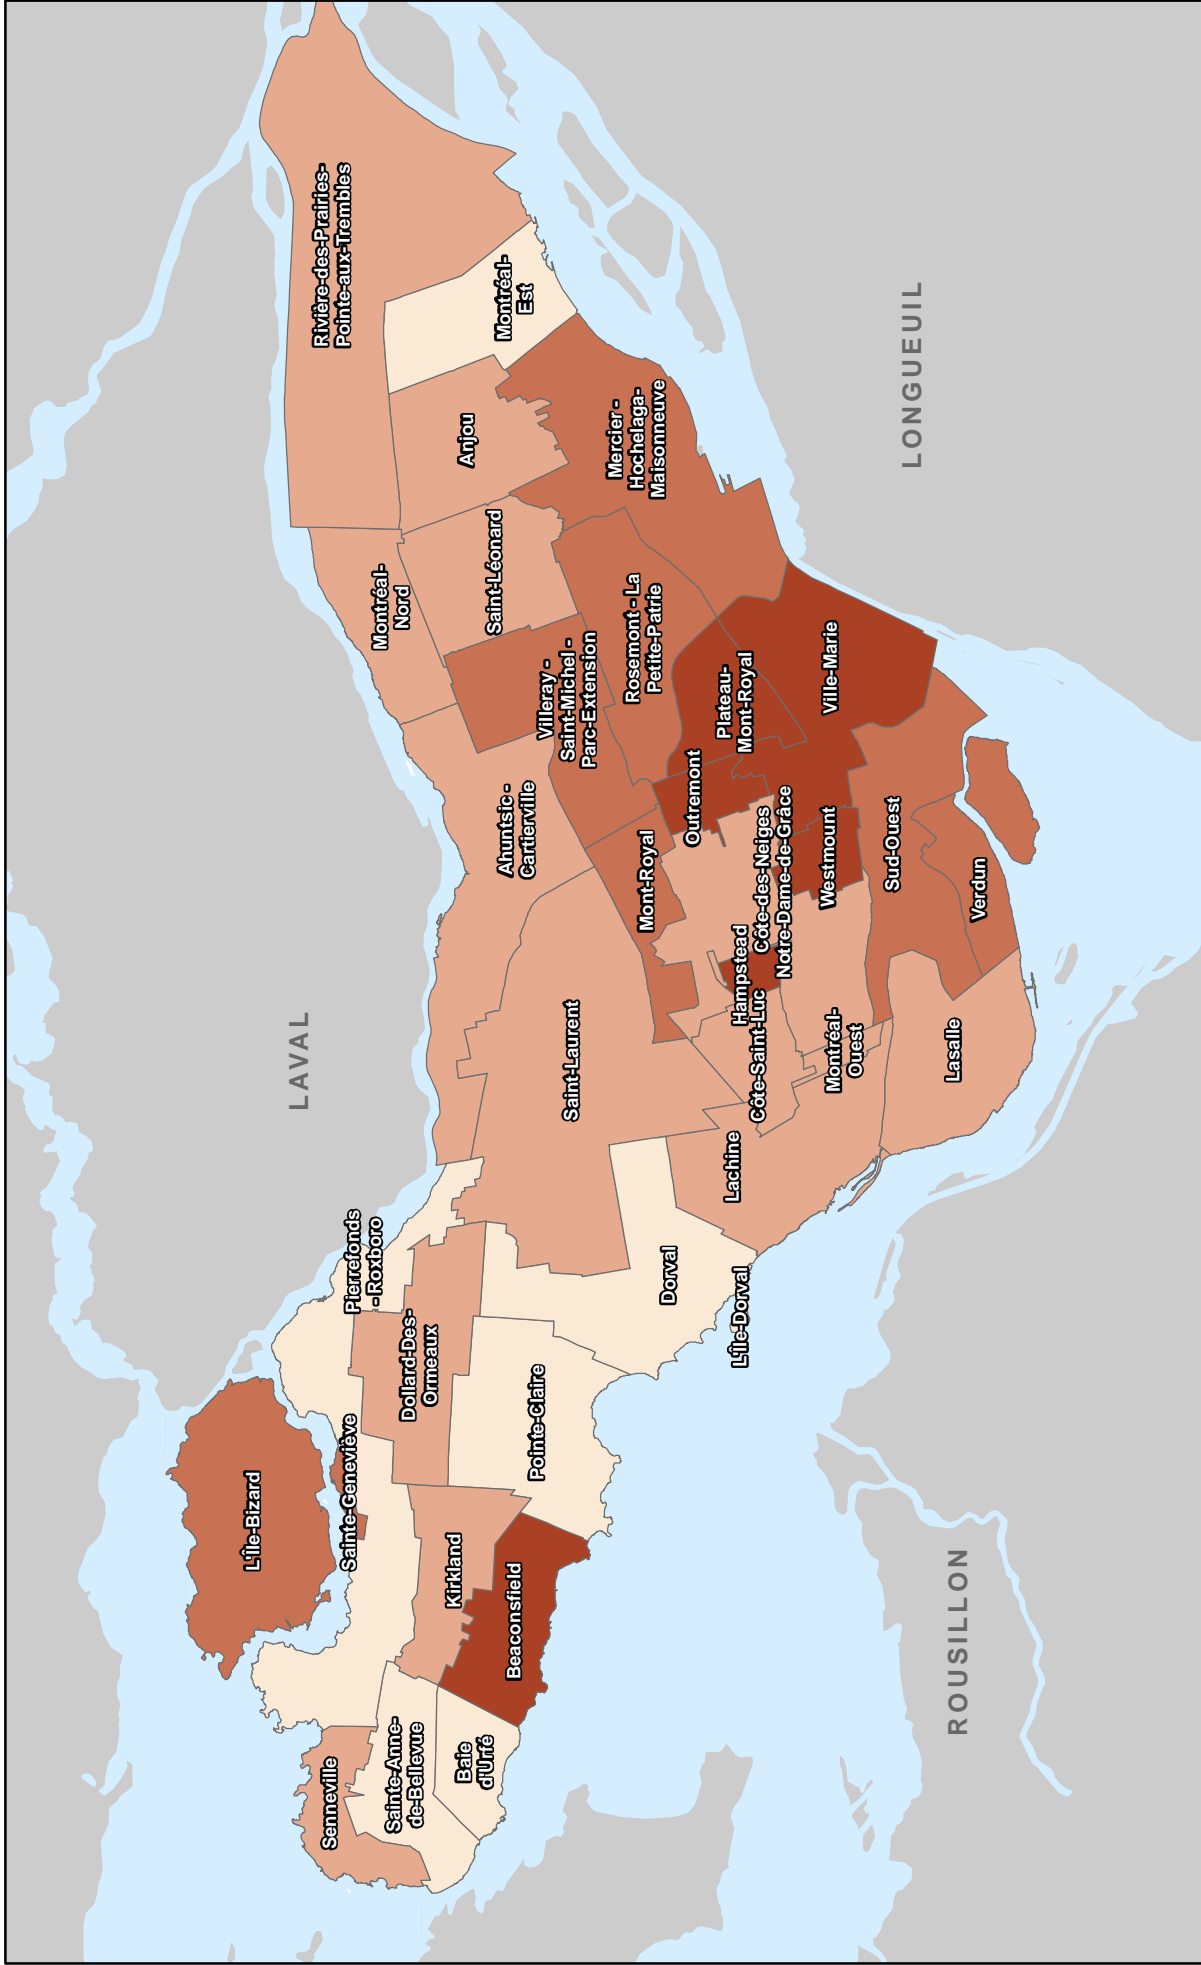 LAVAL
LONGUEUIL
ROUSILLON
Rivière-des-Prairies-
Pointe-aux-Trembles
Montréal-
Est
Anjou
Mercier -
Hochelaga-
Maisonneuve
Montréal-
Nord
Saint-Léonard
Villeray -
Saint-Michel -
Parc-Extension
Rosemont - La
Petite-Patrie
Plateau-
Mont-Royal
Ville-Marie
Ahuntsic -
Cartierville
Outremont
Mont-Royal
Côte-des-Neiges
Notre-Dame-de-Grâce
Westmount
Sud-Ouest
Verdun
Hampstead
Côte-Saint-Luc
Montréal-
Ouest
Lasalle
Saint-Laurent
Lachine
Dorval
L'Île-Dorval
Pierrefonds
- Roxboro
Dollard-Des-
Ormeaux
Pointe-Claire
L'Île-Bizard
Sainte-Geneviève
Kirkland
Beaconsfield
Senneville
Sainte-Anne-
de-Bellevue
Baie
d'Urfé